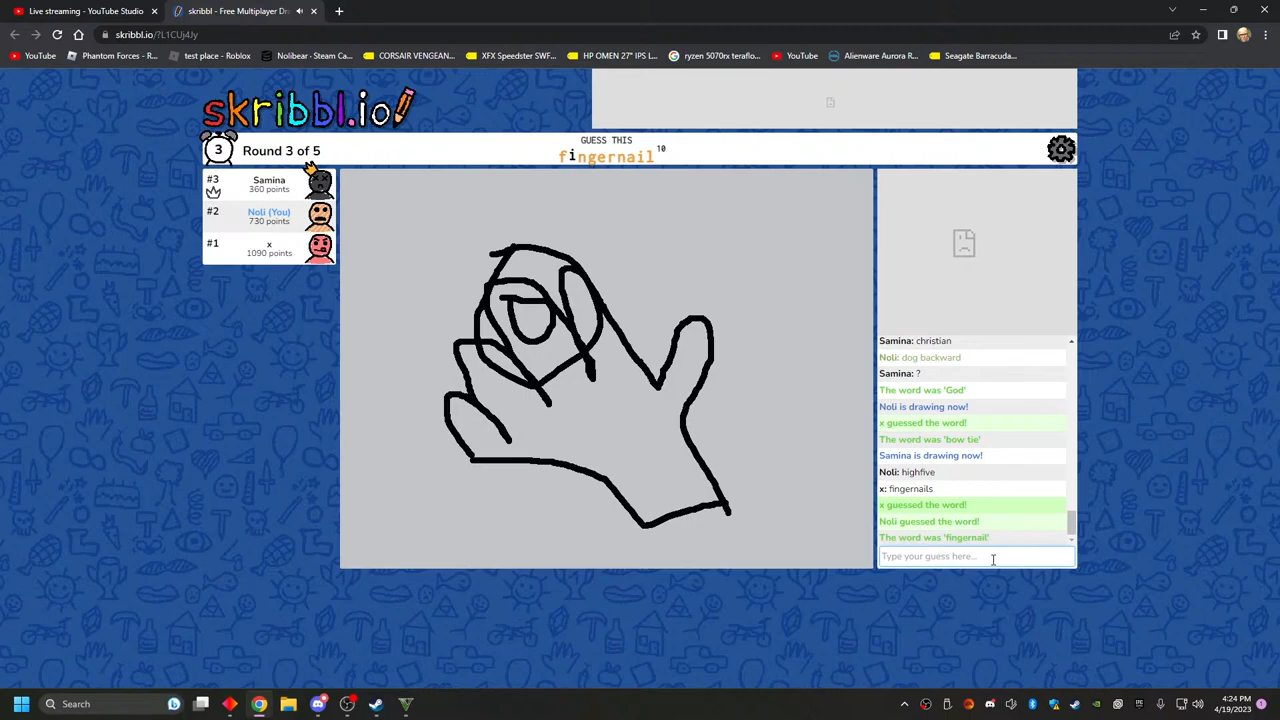 Live streaming - YouTube Studio
skribbl - Free Multiplayer Dr
skribbl.io/?L1CUj4Jy
YouTube
Phantom Forces - R...
test place - Roblox
Nolibear - Steam Ca...
CORSAIR VENGEAN...
XFX Speedster SWF...
HP OMEN 27" IPS L...
ryzen 5070x teraflo...
YouTube
Alienware Aurora R...
Seagate Barracuda...
skribbl.io
3
Round 3 of 5
GUESS THIS
fingernail 10
#3
Samina
360 points
#2
Noli (You)
730 points
#1
x
1090 points
Samina: christian
Noli: dog backward
Samina: ?
The word was 'God'
Noli is drawing now!
x guessed the word!
The word was 'bow tie'
Samina is drawing now!
Noli: highfive
x: fingernails
x guessed the word!
Noli guessed the word!
The word was 'fingernail'
Type your guess here...
Search
4:24 PM
4/19/2023
1